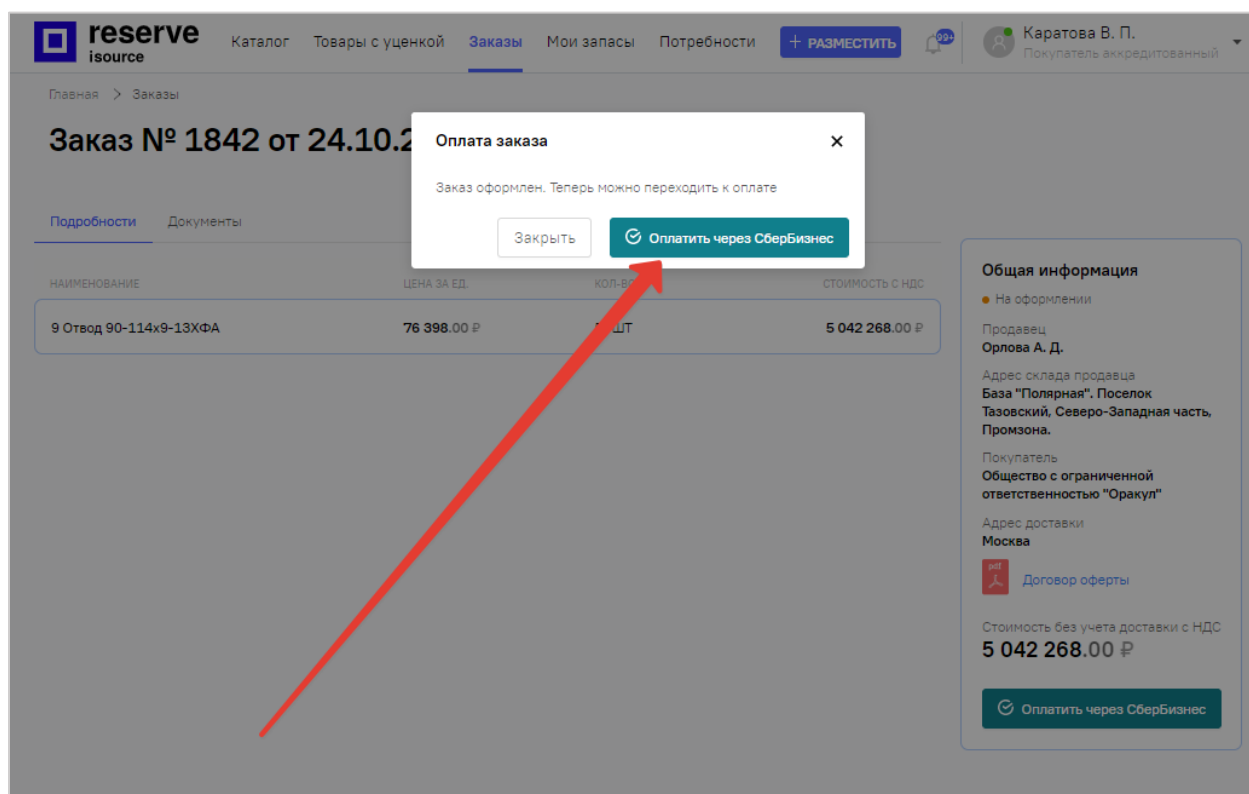 reserve
isource
Каталог Товары с уценкой Заказы Мои запасы Потребности + РАЗМЕСТИТЬ 99+
Каратова В. П.
Покупатель аккредитованный
Главная > Заказы
Заказ № 1842 от 24.10.2
Оплата заказа
Заказ оформлен. Теперь можно переходить к оплате
Закрыть Оплатить через СберБизнес
Подробности Документы
НАИМЕНОВАНИЕ ЦЕНА ЗА ЕД. КОЛ-ВО СТОИМОСТЬ С НДС
9 Отвод 90-114х9-13ХФА 76 398.00 ₽ ШТ 5 042 268.00 ₽
Общая информация
На оформлении
Продавец
Орлова А. Д.
Адрес склада продавца
База "Полярная". Поселок
Тазовский, Северо-Западная часть,
Промзона.
Покупатель
Общество с ограниченной
ответственностью "Оракул"
Адрес доставки
Москва
pdf
Договор оферты
Стоимость без учета доставки с НДС
5 042 268.00 ₽
Оплатить через СберБизнес